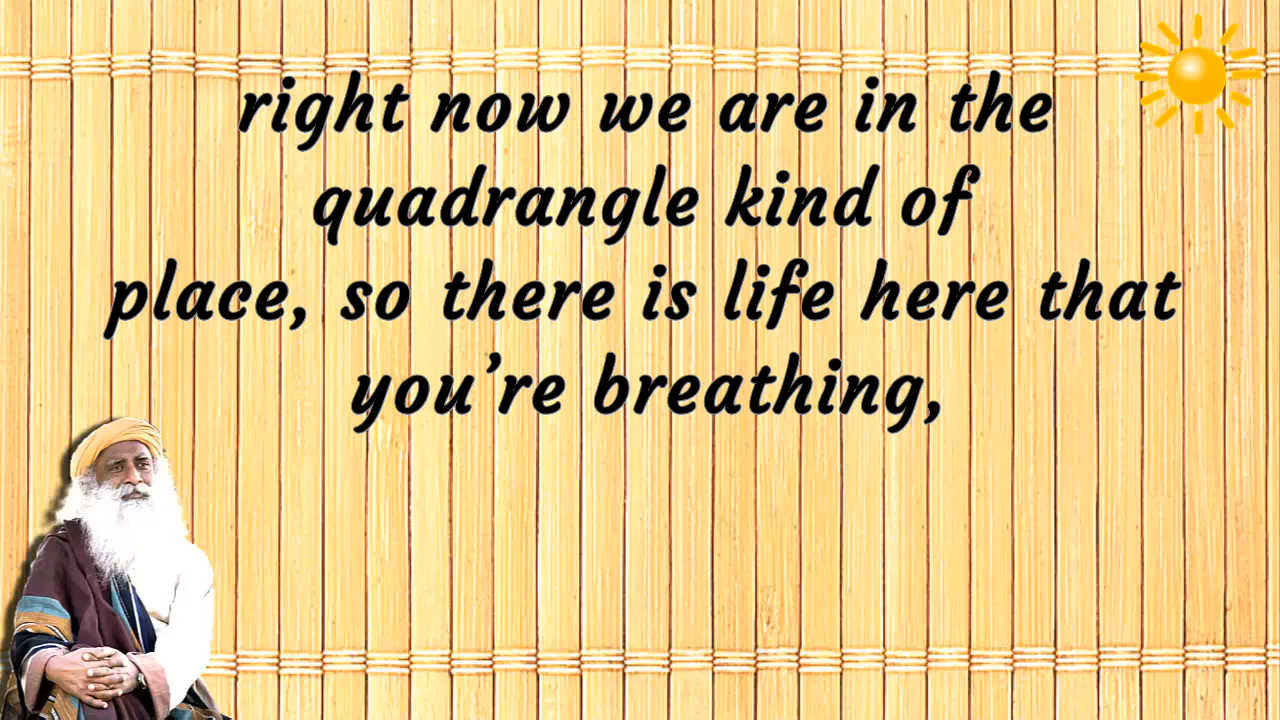 right now we are in the
quadrangle kind of
place, so there is life here that
you’re breathing,